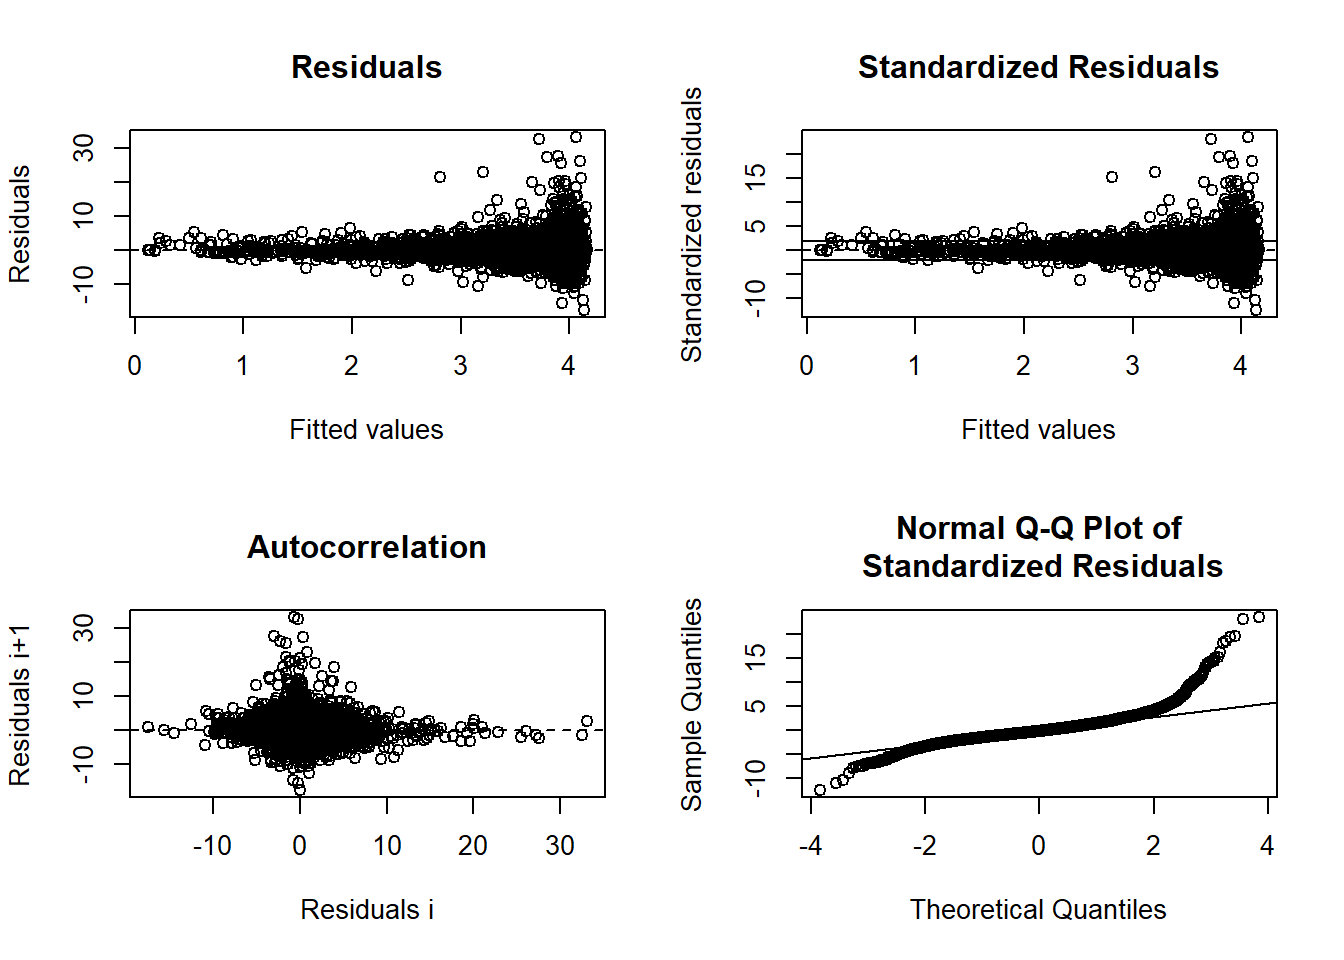 Residuals
Residuals
30
10
-10
0 1 2 3 4
Fitted values
Standardized Residuals
Standardized residuals
15
5
-10
0 1 2 3 4
Fitted values
Autocorrelation
Residuals i+1
30
10
-10
-10 0 10 20 30
Residuals i
Normal Q-Q Plot of
Standardized Residuals
Sample Quantiles
15
5
-10
-4 -2 0 2 4
Theoretical Quantiles